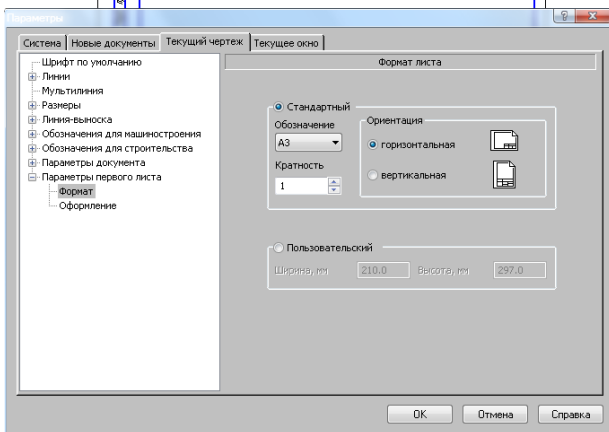 Параметры
Система Новые документы Текущий чертеж Текущее окно
Шрифт по умолчанию
Линии
Мультилиния
Размеры
Линия-выноска
Обозначения для машиностроения
Обозначения для строительства
Параметры документа
Параметры первого листа
Формат
Оформление
Формат листа
Стандартный
Обозначение
A3
Кратность
1
Ориентация
горизонтальная
вертикальная
Пользовательский
Ширина, мм 210.0 Высота, мм 297.0
OK Отмена Справка